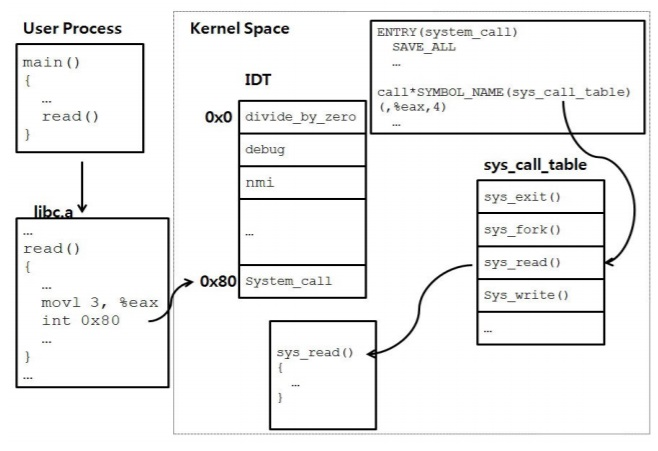 User Process
main()
{
…
read()
}
libc.a
…
read()
{
…
movl 3, %eax
int 0x80
…
}
…
Kernel Space
IDT
0x0 divide_by_zero
debug
nmi
…
0x80 System_call
ENTRY(system_call)
SAVE_ALL
…
call*SYMBOL_NAME(sys_call_table)
(,%eax,4)
…
sys_call_table
sys_exit()
sys_fork()
sys_read()
Sys_write()
…
sys_read()
{
…
}